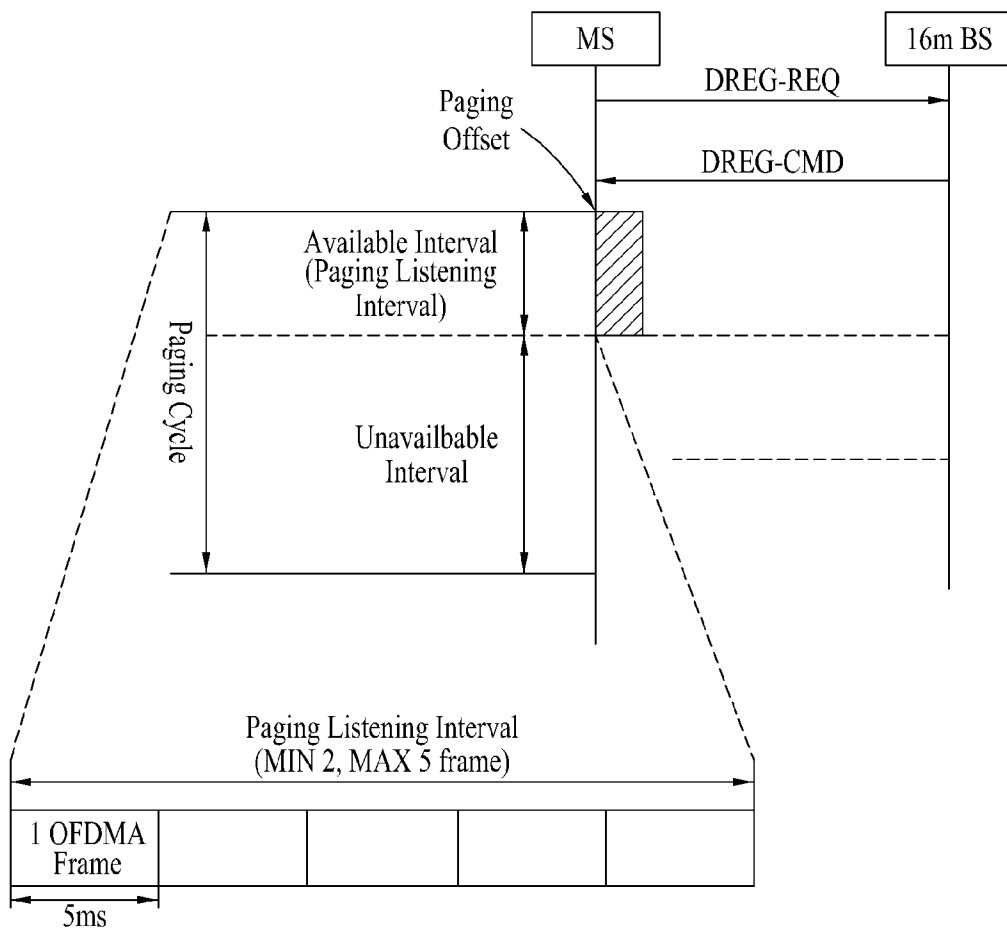 MS
16m BS
DREG-REQ
Paging
Offset
DREG-CMD
Available Interval
(Paging Listening
Interval)
Paging Cycle
Unavailbable
Interval
Paging Listening Interval
(MIN 2, MAX 5 frame)
1 OFDMA
Frame
5ms